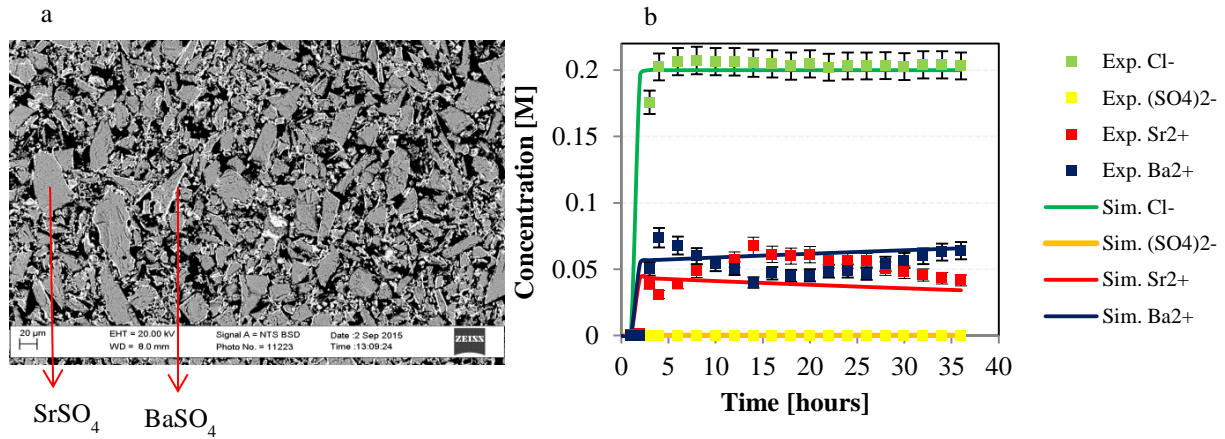 a
20 µm
EHT = 20.00 kV
WD = 8.0 mm
Signal A = NTS BSD
Photo No. = 11223
Date :2 Sep 2015
Time :13:09:24
ZEISS
SrSO4
BaSO4
b
Concentration [M]
0.2
0.15
0.1
0.05
0
0 5 10 15 20 25 30 35 40
Time [hours]
Exp. Cl-
Exp. (SO4)2-
Exp. Sr2+
Exp. Ba2+
Sim. Cl-
Sim. (SO4)2-
Sim. Sr2+
Sim. Ba2+